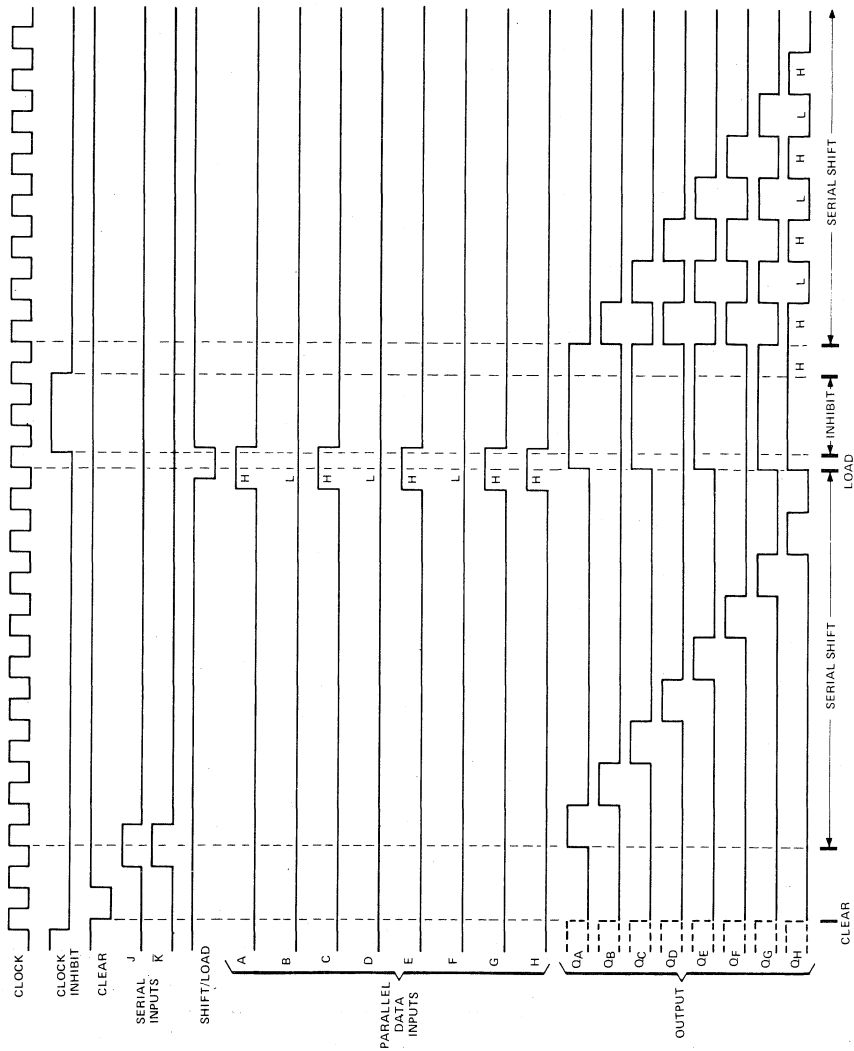 CLOCK
CLOCK
INHIBIT
CLEAR
J
SERIAL
INPUTS
K̅
SHIFT/LOAD
PARALLEL
DATA
INPUTS
A
H
B
L
C
H
D
L
E
H
F
L
G
H
H
H
OUTPUT
QA
QB
QC
QD
QE
QF
QG
QH
H
H
L
H
L
H
L
H
CLEAR
SERIAL SHIFT
LOAD
INHIBIT
SERIAL SHIFT